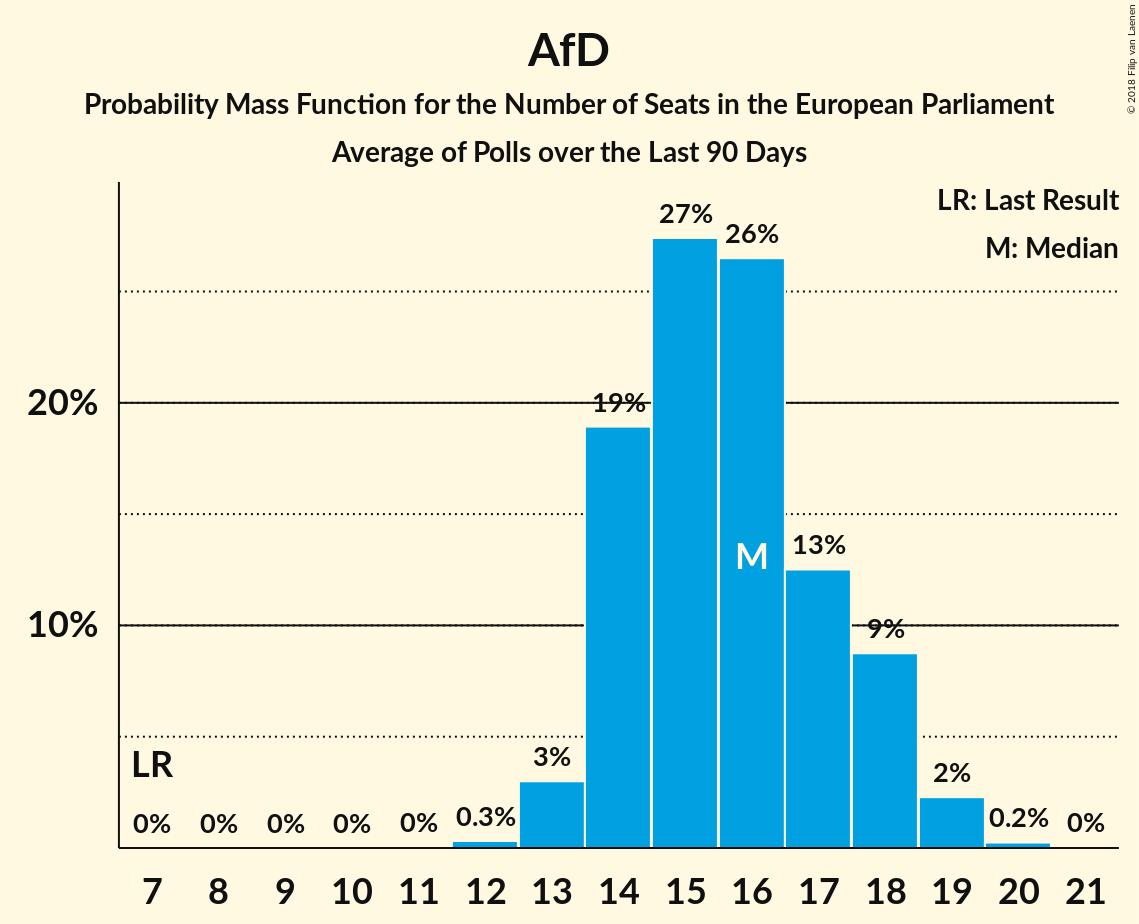 AfD
Probability Mass Function for the Number of Seats in the European Parliament
Average of Polls over the Last 90 Days
© 2018 Filip van Laenen
LR: Last Result
M: Median
27%
26%
20%
19%
M
13%
10%
9%
LR
3%
2%
0% 0% 0% 0% 0% 0.3% 0.2% 0%
7 8 9 10 11 12 13 14 15 16 17 18 19 20 21